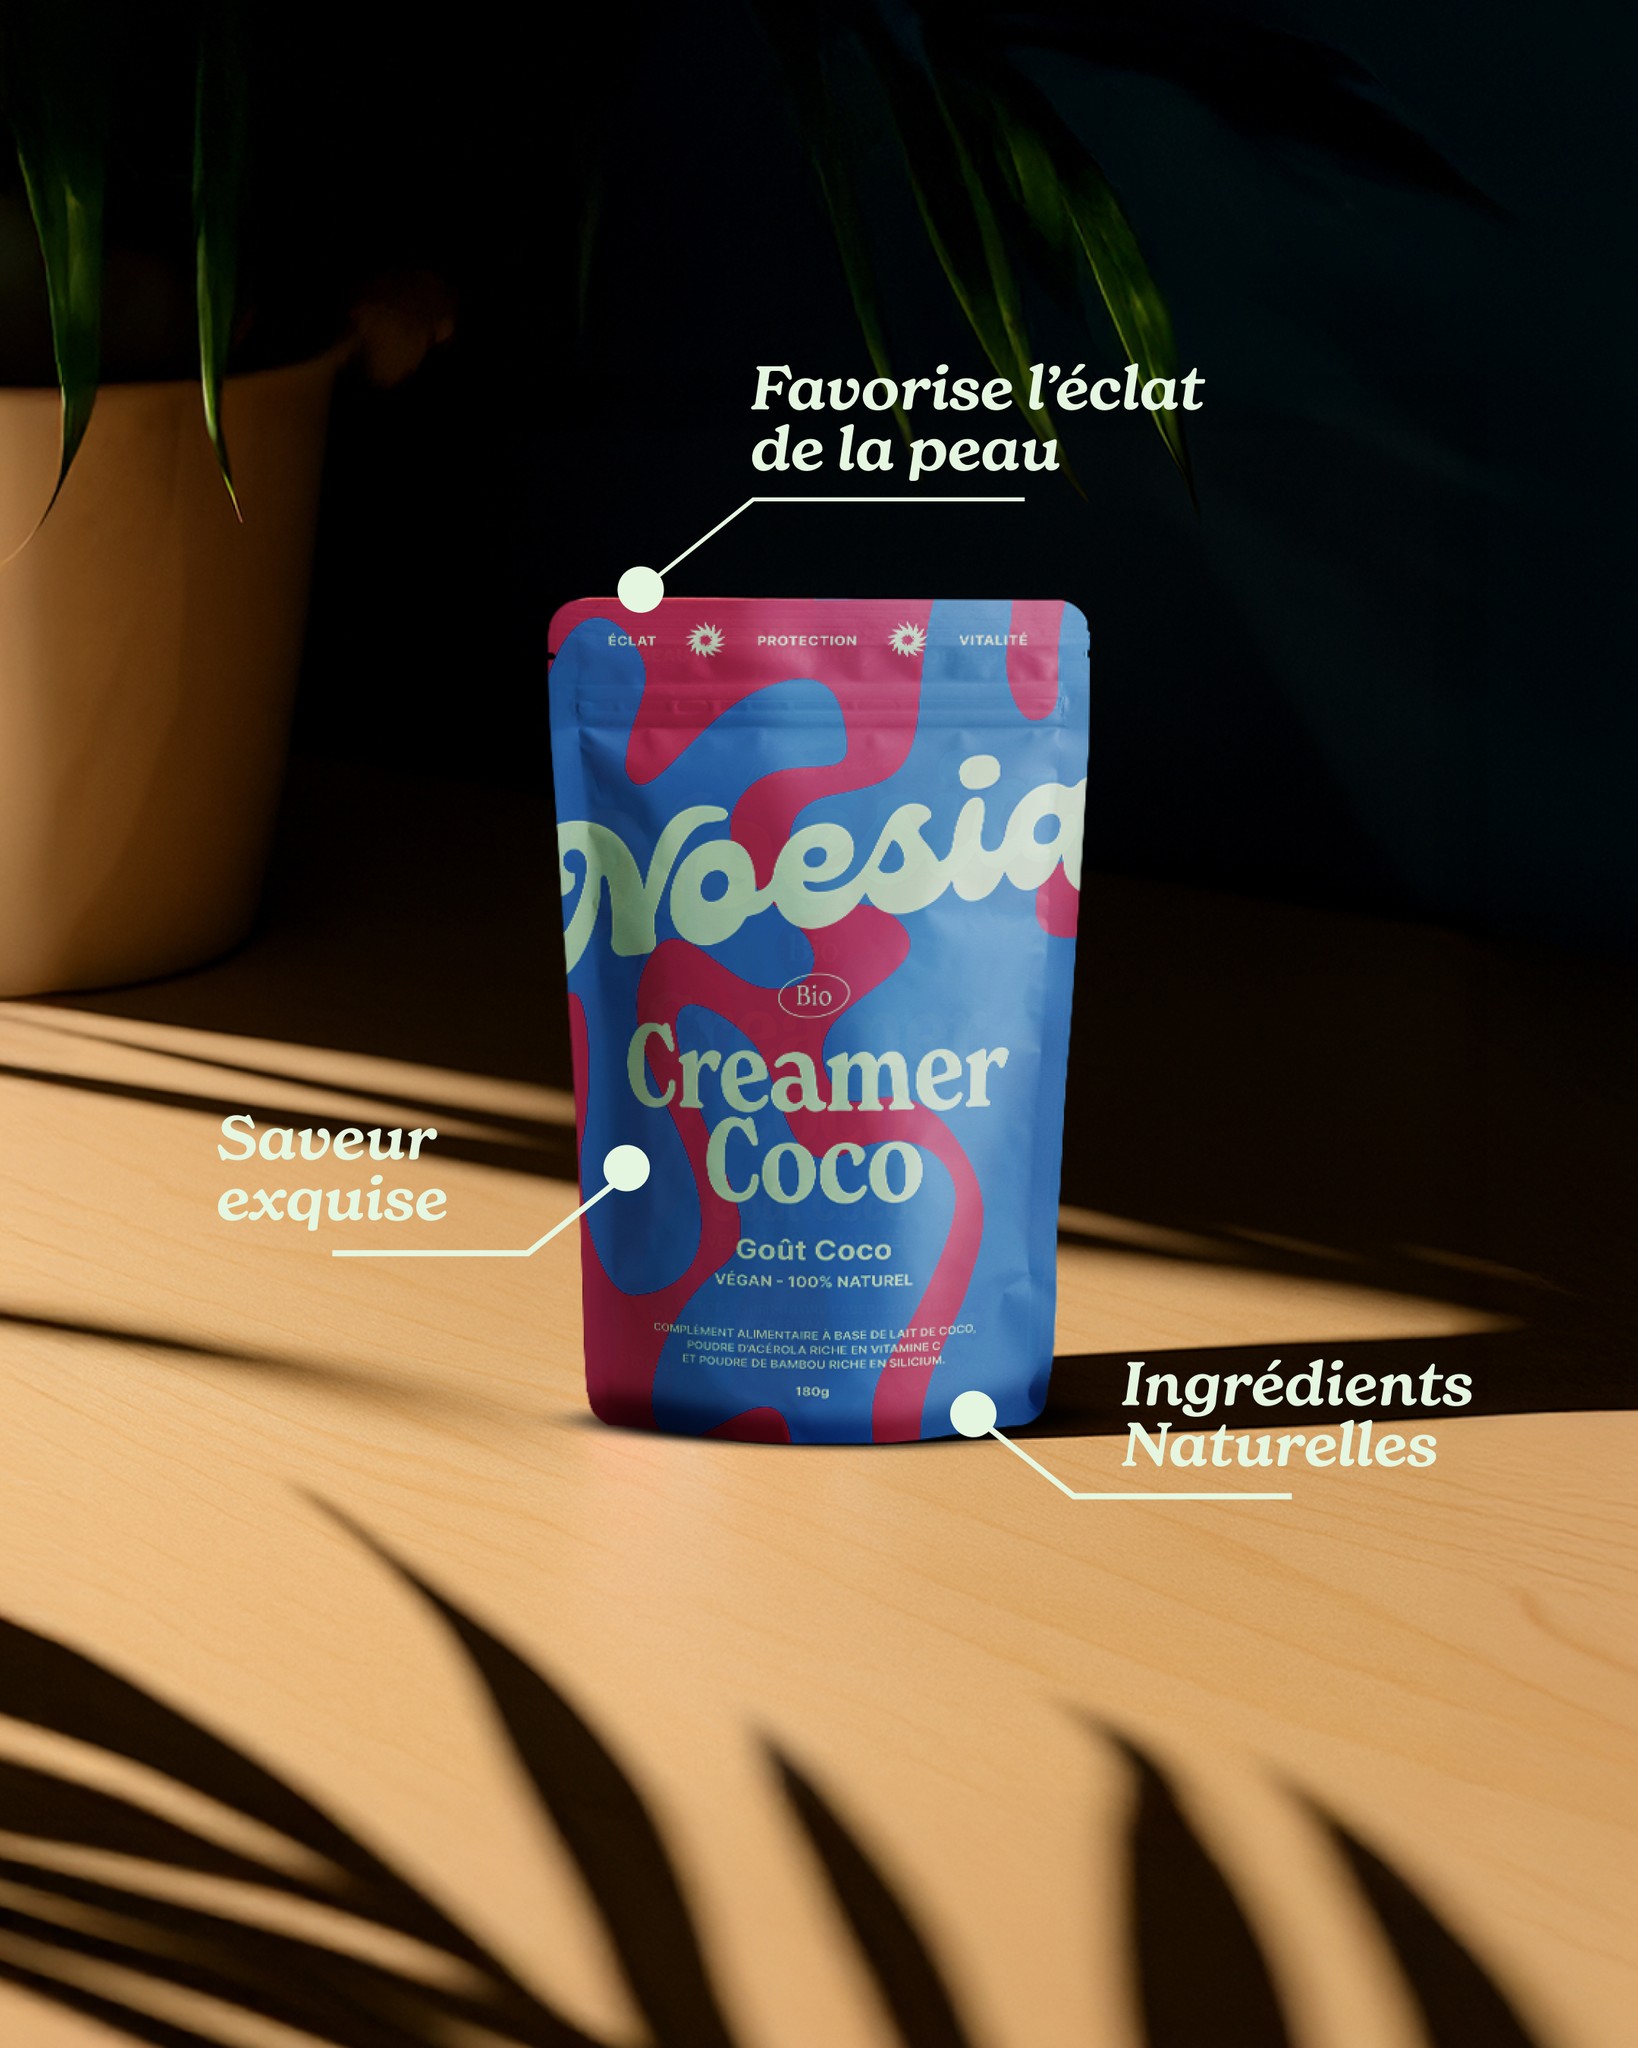 Favorise l'éclat
de la peau
ÉCLAT PROTECTION VITALITÉ
Noesia
Bio
Creamer
Coco
Saveur
exquise
Goût Coco
VÉGAN - 100% NATUREL
COMPLÉMENT ALIMENTAIRE À BASE DE LAIT DE COCO,
POUDRE D'ACÉROLA RICHE EN VITAMINE C
ET POUDRE DE BAMBOU RICHE EN SILICIUM.
180g
Ingrédients
Naturelles